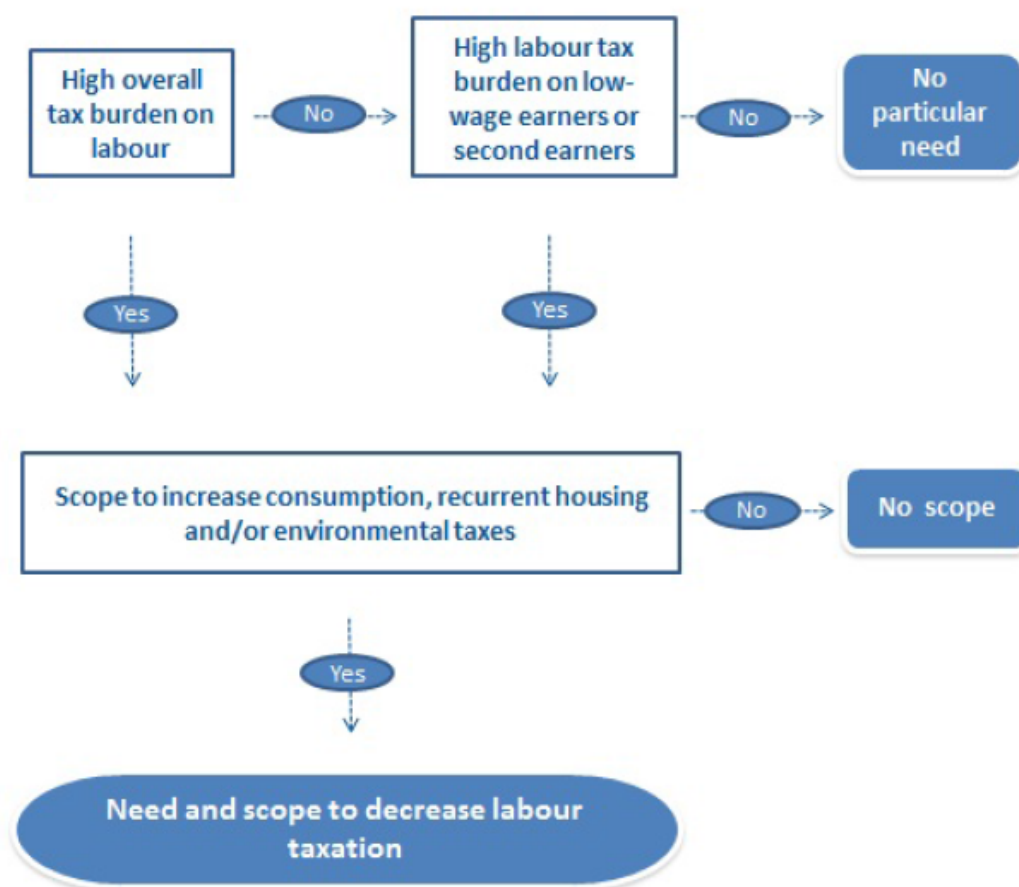 High overall
tax burden on
labour
No
High labour tax
burden on low-
wage earners or
second earners
No
No
particular
need
Yes
Yes
Scope to increase consumption, recurrent housing
and/or environmental taxes
No
No scope
Yes
Need and scope to decrease labour
taxation